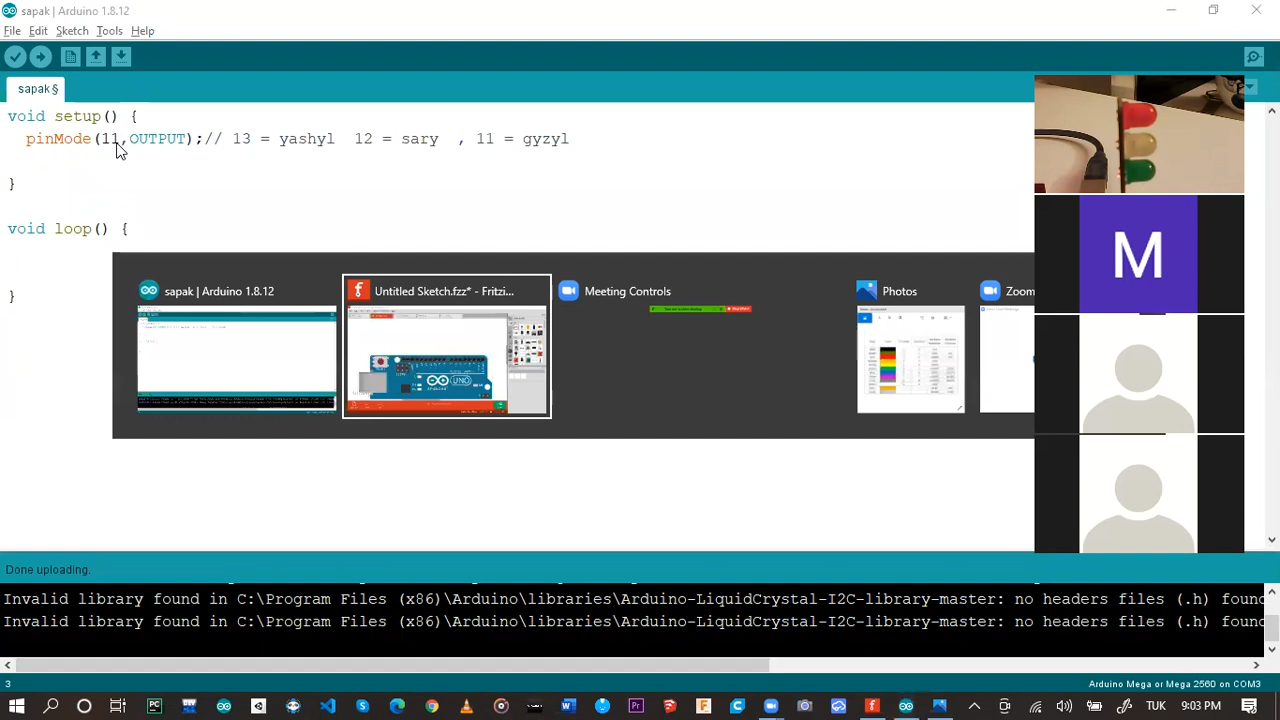 sapak | Arduino 1.8.12
File Edit Sketch Tools Help
sapak §
void setup() {
pinMode(11,OUTPUT);// 13 = yashyl 12 = sary , 11 = gyzyl
}
void loop() {
}
sapak | Arduino 1.8.12
Untitled Sketch.fzz* - Fritzi...
Meeting Controls
Photos
Zoom
UNO
M
Done uploading.
Invalid library found in C:\Program Files (x86)\Arduino\libraries\Arduino-LiquidCrystal-I2C-library-master: no headers files (.h) found
Invalid library found in C:\Program Files (x86)\Arduino\libraries\Arduino-LiquidCrystal-I2C-library-master: no headers files (.h) found
3
Arduino Mega or Mega 2560 on COM3
TUK
9:03 PM